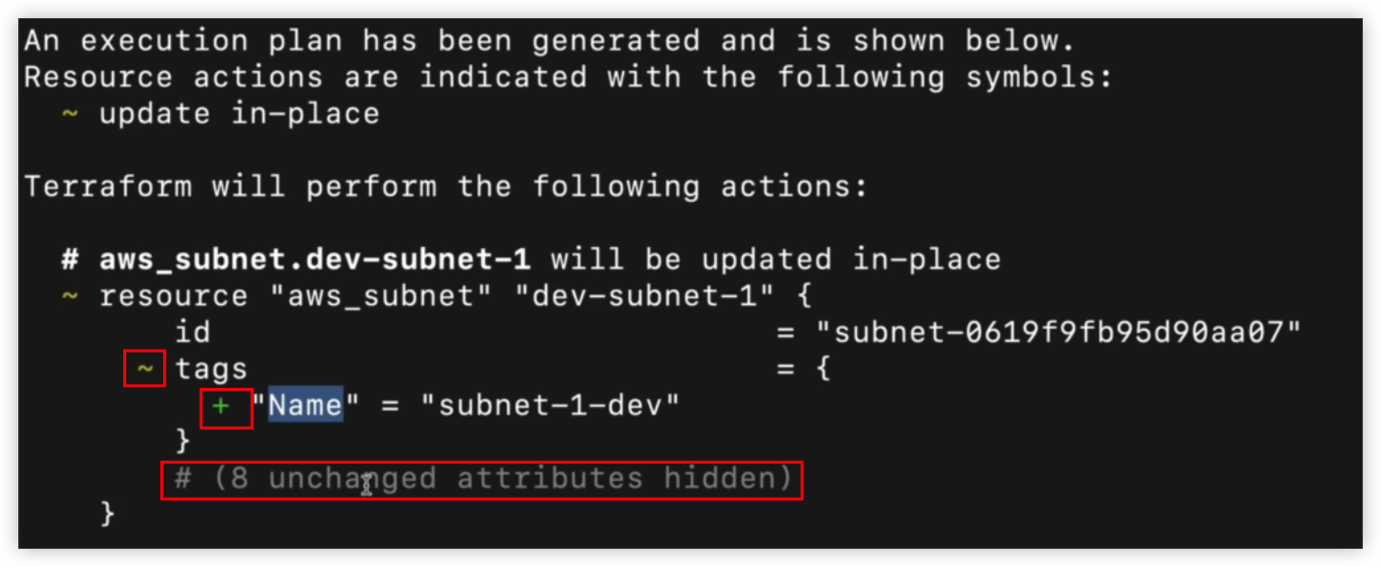 An execution plan has been generated and is shown below.
Resource actions are indicated with the following symbols:
  ~ update in-place

Terraform will perform the following actions:

  # aws_subnet.dev-subnet-1 will be updated in-place
  ~ resource "aws_subnet" "dev-subnet-1" {
        id                              = "subnet-0619f9fb95d90aa07"
      ~ tags                            = {
          + "Name" = "subnet-1-dev"
        }
        # (8 unchanged attributes hidden)
    }